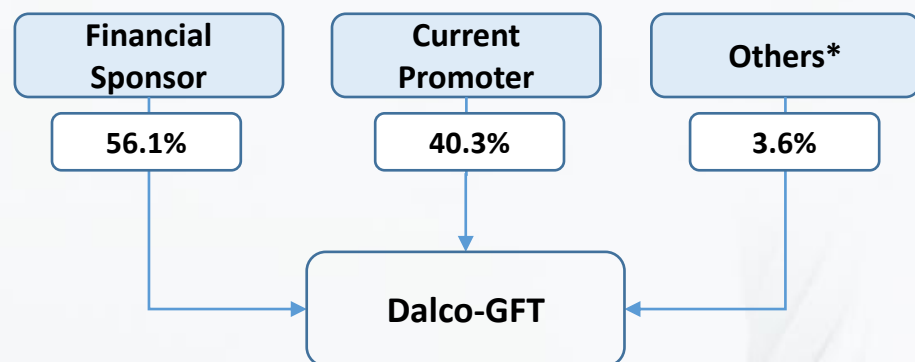 Financial
Sponsor
Current
Promoter
Others*
56.1%
40.3%
3.6%
Dalco-GFT